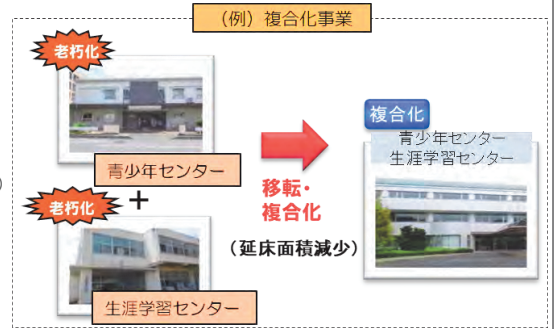 （例）複合化事業
老朽化
青少年センター
+
老朽化
生涯学習センター
移転・
複合化
（延床面積減少）
複合化
青少年センター
生涯学習センター
)